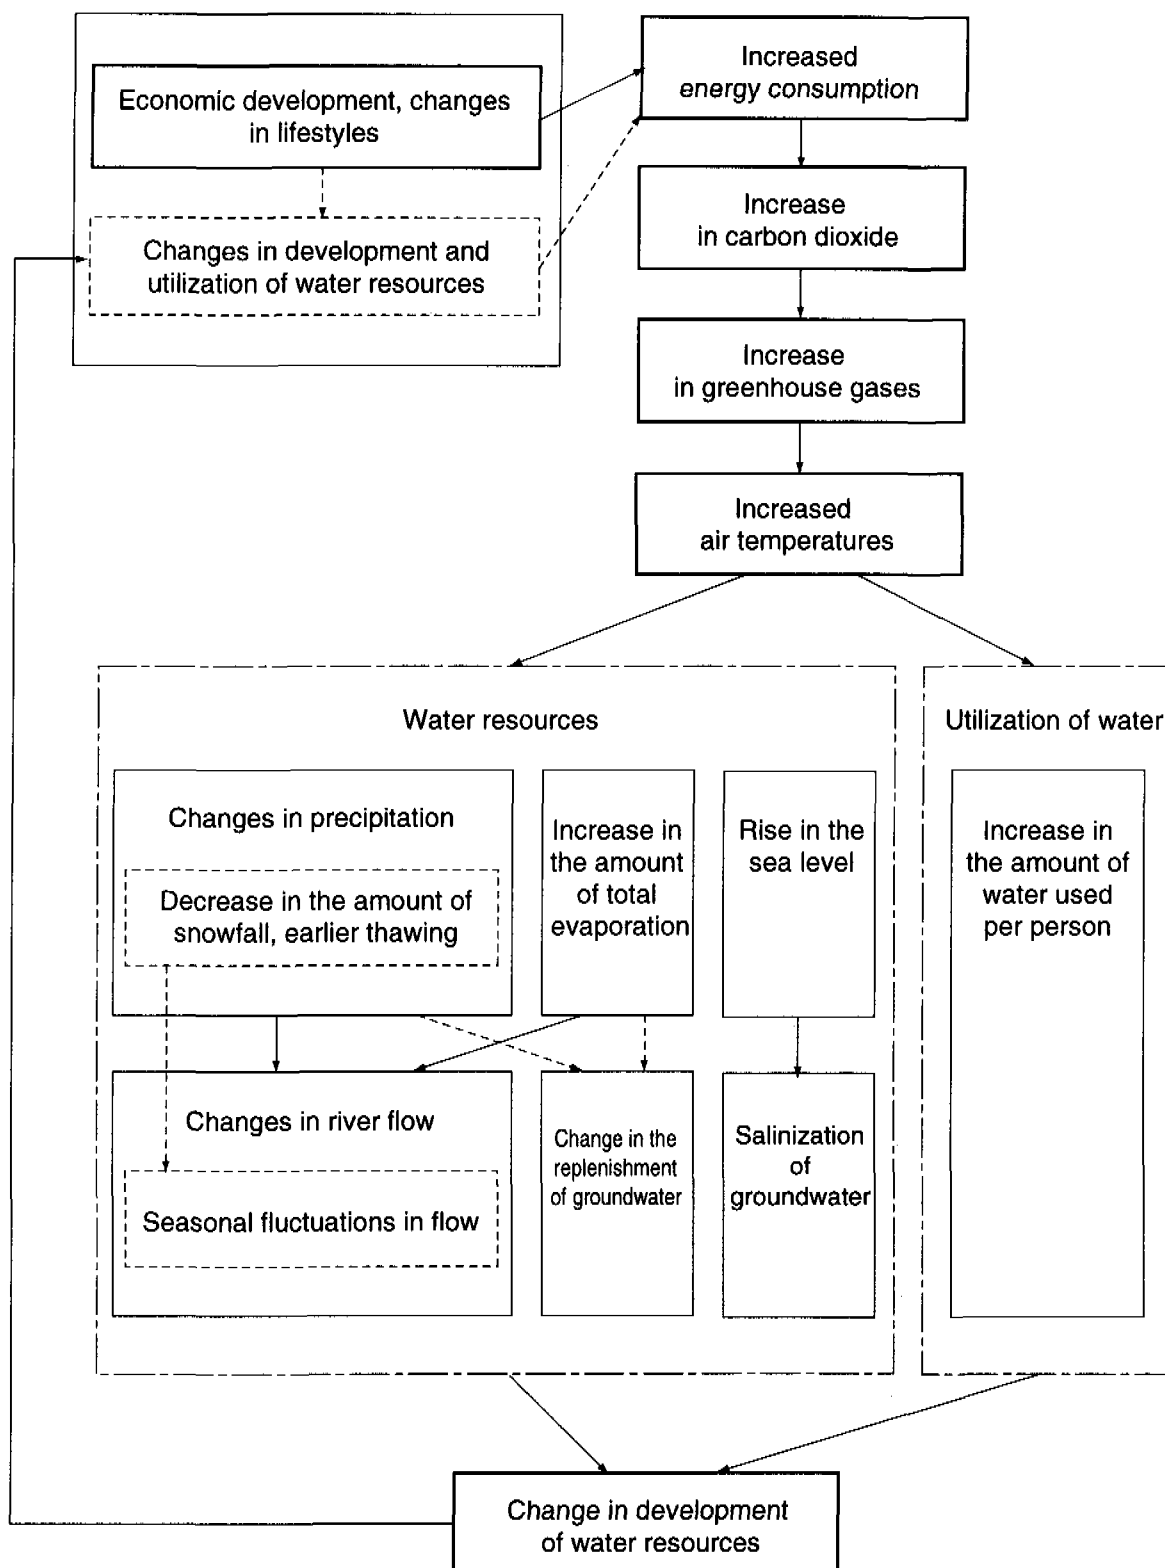 Increased
energy consumption
Economic development, changes
in lifestyles
Increase
in carbon dioxide
Changes in development and
utilization of water resources
Increase
in greenhouse gases
Increased
air temperatures
Water resources
Utilization of water
Changes in precipitation
Decrease in the amount of
snowfall, earlier thawing
Increase in
the amount
of total
evaporation
Rise in the
sea level
Increase in
the amount of
water used
per person
Changes in river flow
Seasonal fluctuations in flow
Change in the
replenishment
of groundwater
Salinization
of
groundwater
Change in development
of water resources